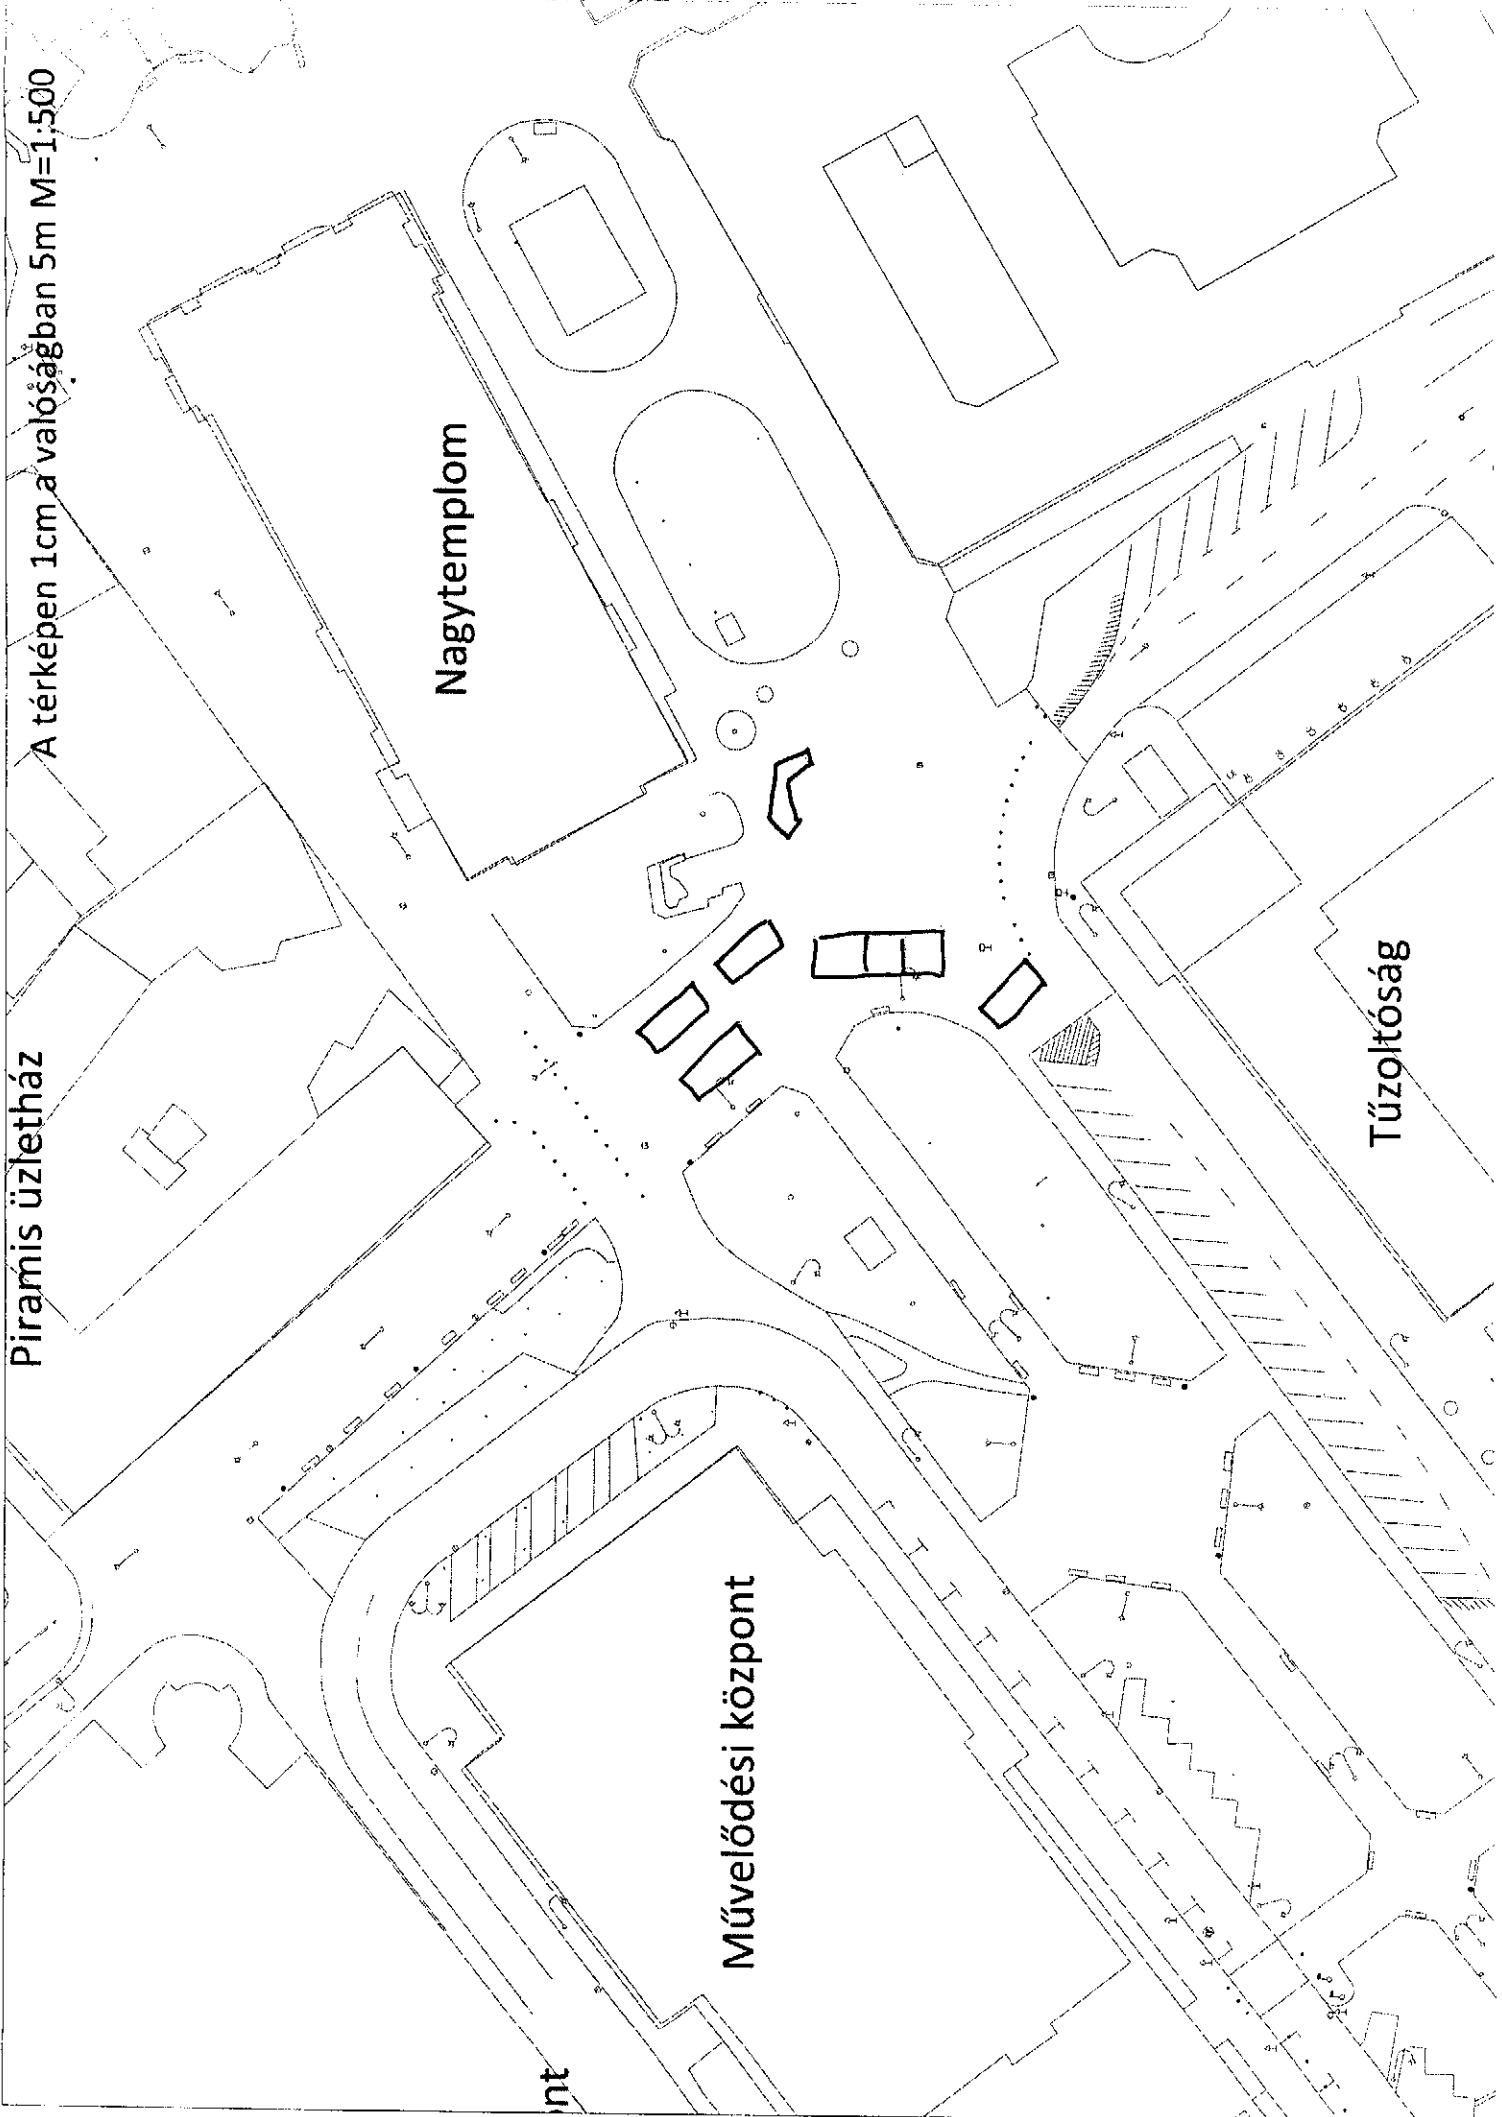 A térképen 1cm a valóságban 5m M=1:500
Piramis üzletház
Nagytemplom
Művelődési központ
Tűzoltóság
nt